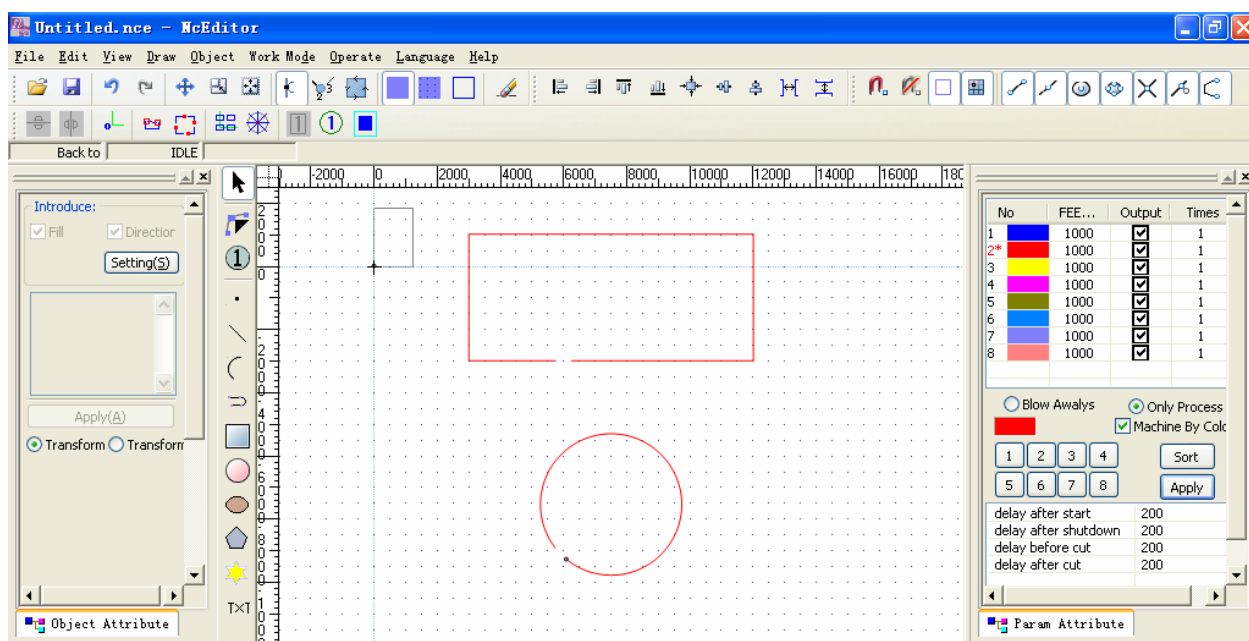 Untitled.nce - NcEditor
File Edit View Draw Object Work Mode Operate Language Help
1 1
Back to IDLE
Introduce:
Fill Direction
Setting(S)
Apply(A)
Transform Transform
Object Attribute
1
T×T
-2000 0 2000 4000 6000 8000 10000 12000 14000 16000 180
No FEE... Output Times
1 1000 1
2* 1000 1
3 1000 1
4 1000 1
5 1000 1
6 1000 1
7 1000 1
8 1000 1
Blow Awalys Only Process
Machine By Colo
1 2 3 4 Sort
5 6 7 8 Apply
delay after start 200
delay after shutdown 200
delay before cut 200
delay after cut 200
Param Attribute